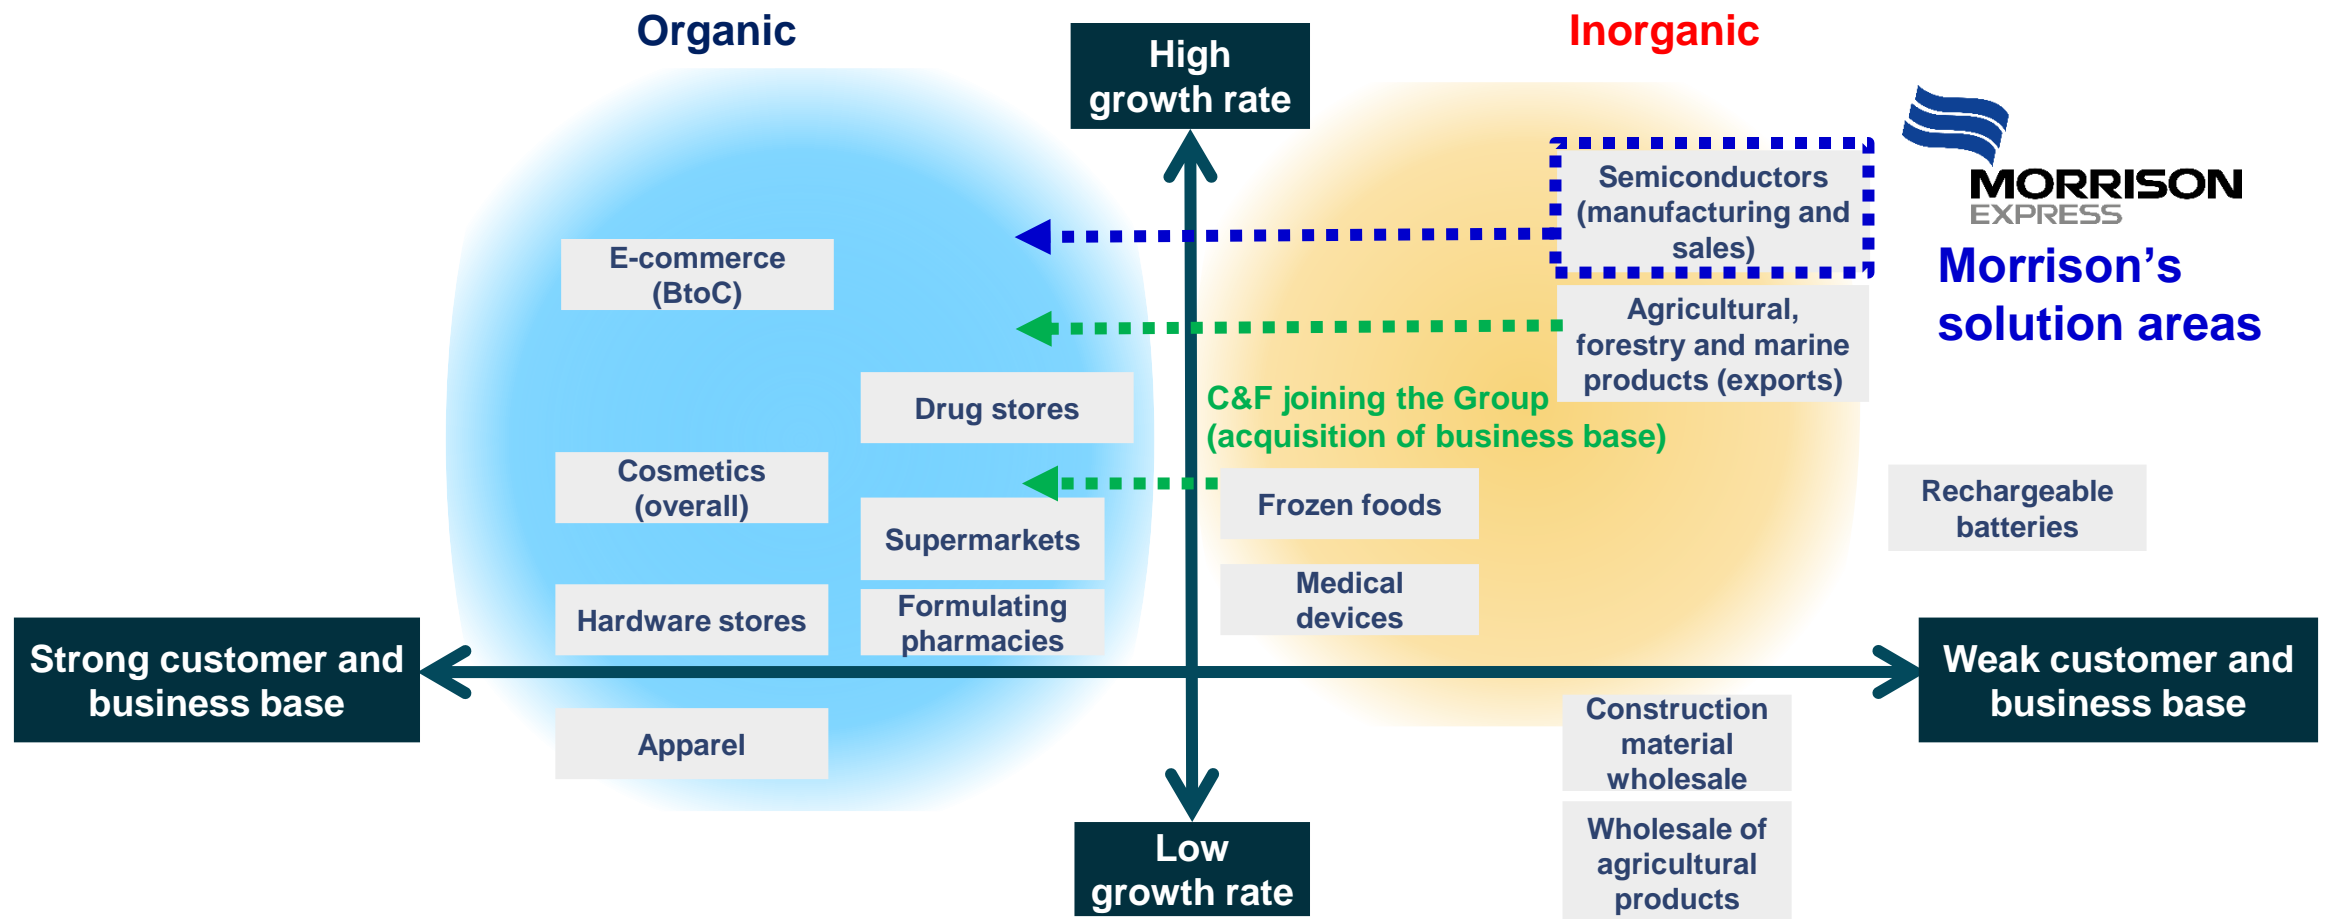 Organic
Inorganic
High
growth rate
MORRISON
EXPRESS
Morrison's
solution areas
Semiconductors
(manufacturing and
sales)
E-commerce
(BtoC)
Agricultural,
forestry and marine
products (exports)
Drug stores
C&F joining the Group
(acquisition of business base)
Cosmetics
(overall)
Frozen foods
Rechargeable
batteries
Supermarkets
Medical
devices
Hardware stores
Formulating
pharmacies
Strong customer and
business base
Weak customer and
business base
Apparel
Construction
material
wholesale
Wholesale of
agricultural
products
Low
growth rate